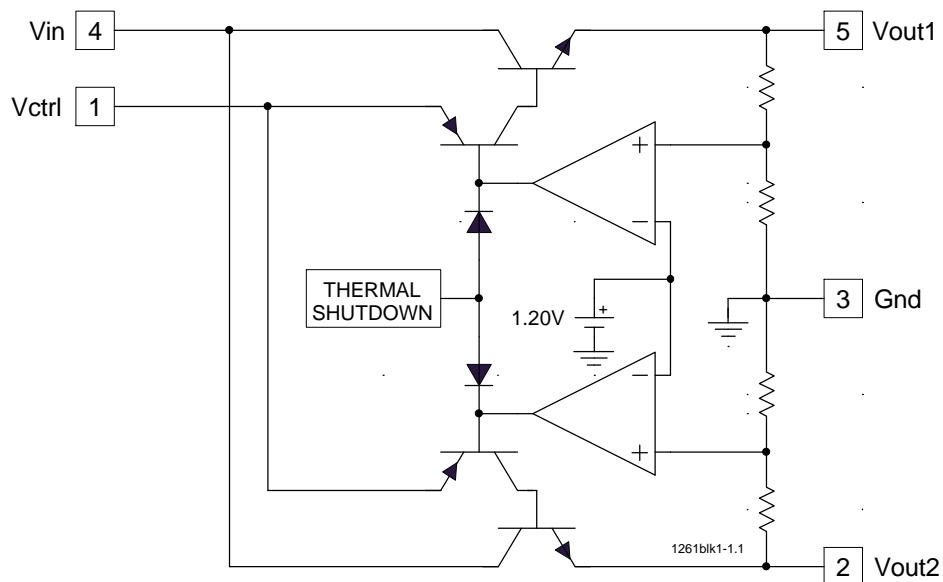 Vin 4
5 Vout1
Vctrl 1
+
−
THERMAL
SHUTDOWN
3 Gnd
1.20V
+
−
+
1261blk1-1.1
2 Vout2